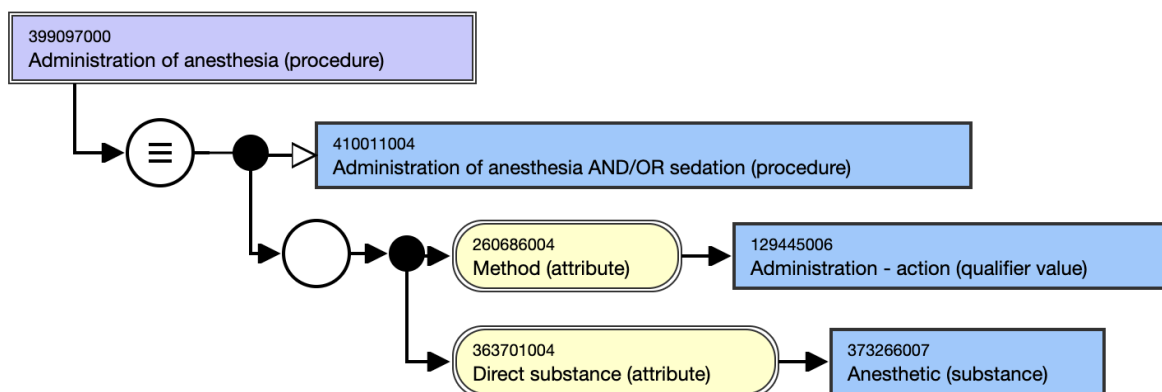 399097000
Administration of anesthesia (procedure)
410011004
Administration of anesthesia AND/OR sedation (procedure)
260686004
Method (attribute)
129445006
Administration - action (qualifier value)
363701004
Direct substance (attribute)
373266007
Anesthetic (substance)